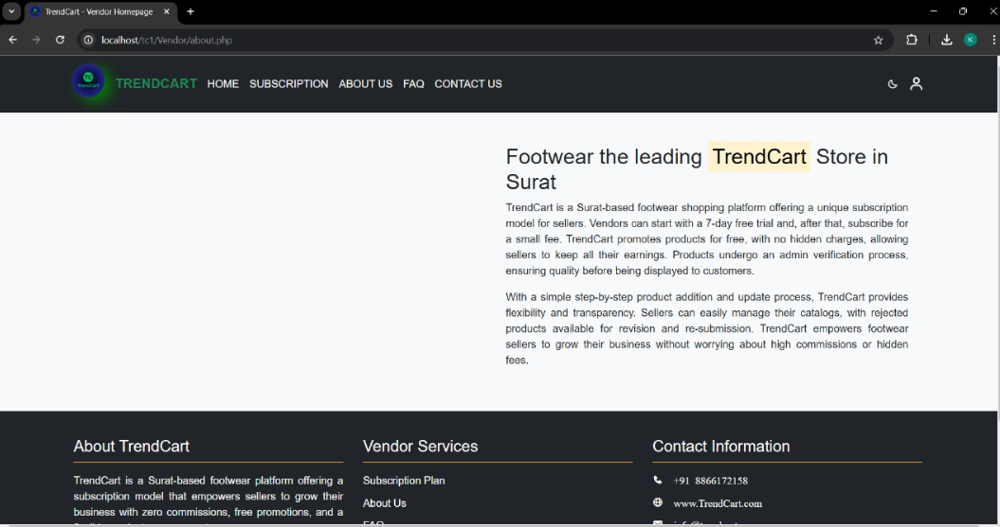 TrendCart - Vendor Homepage
localhost/tc1/Vendor/about.php
K
TC
TrendCart
TRENDCART HOME SUBSCRIPTION ABOUT US FAQ CONTACT US
Footwear the leading TrendCart Store in
Surat
TrendCart is a Surat-based footwear shopping platform offering a unique subscription
model for sellers. Vendors can start with a 7-day free trial and, after that, subscribe for
a small fee. TrendCart promotes products for free, with no hidden charges, allowing
sellers to keep all their earnings. Products undergo an admin verification process,
ensuring quality before being displayed to customers.
With a simple step-by-step product addition and update process, TrendCart provides
flexibility and transparency. Sellers can easily manage their catalogs, with rejected
products available for revision and re-submission. TrendCart empowers footwear
sellers to grow their business without worrying about high commissions or hidden
fees.
About TrendCart
TrendCart is a Surat-based footwear platform offering a
subscription model that empowers sellers to grow their
business with zero commissions, free promotions, and a
Vendor Services
Subscription Plan
About Us
FAQ
Contact Information
+91 8866172158
www.TrendCart.com